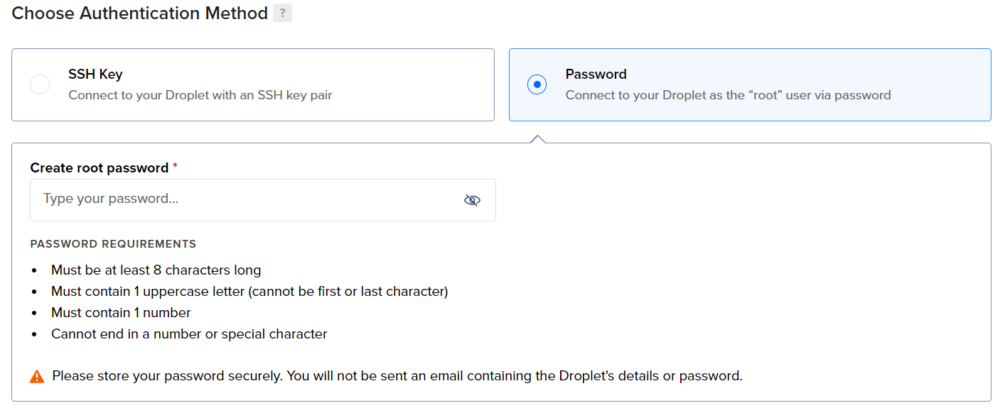 Choose Authentication Method ?
SSH Key
Connect to your Droplet with an SSH key pair
Password
Connect to your Droplet as the “root” user via password
Create root password *
Type your password...
PASSWORD REQUIREMENTS
• Must be at least 8 characters long
• Must contain 1 uppercase letter (cannot be first or last character)
• Must contain 1 number
• Cannot end in a number or special character
Please store your password securely. You will not be sent an email containing the Droplet's details or password.